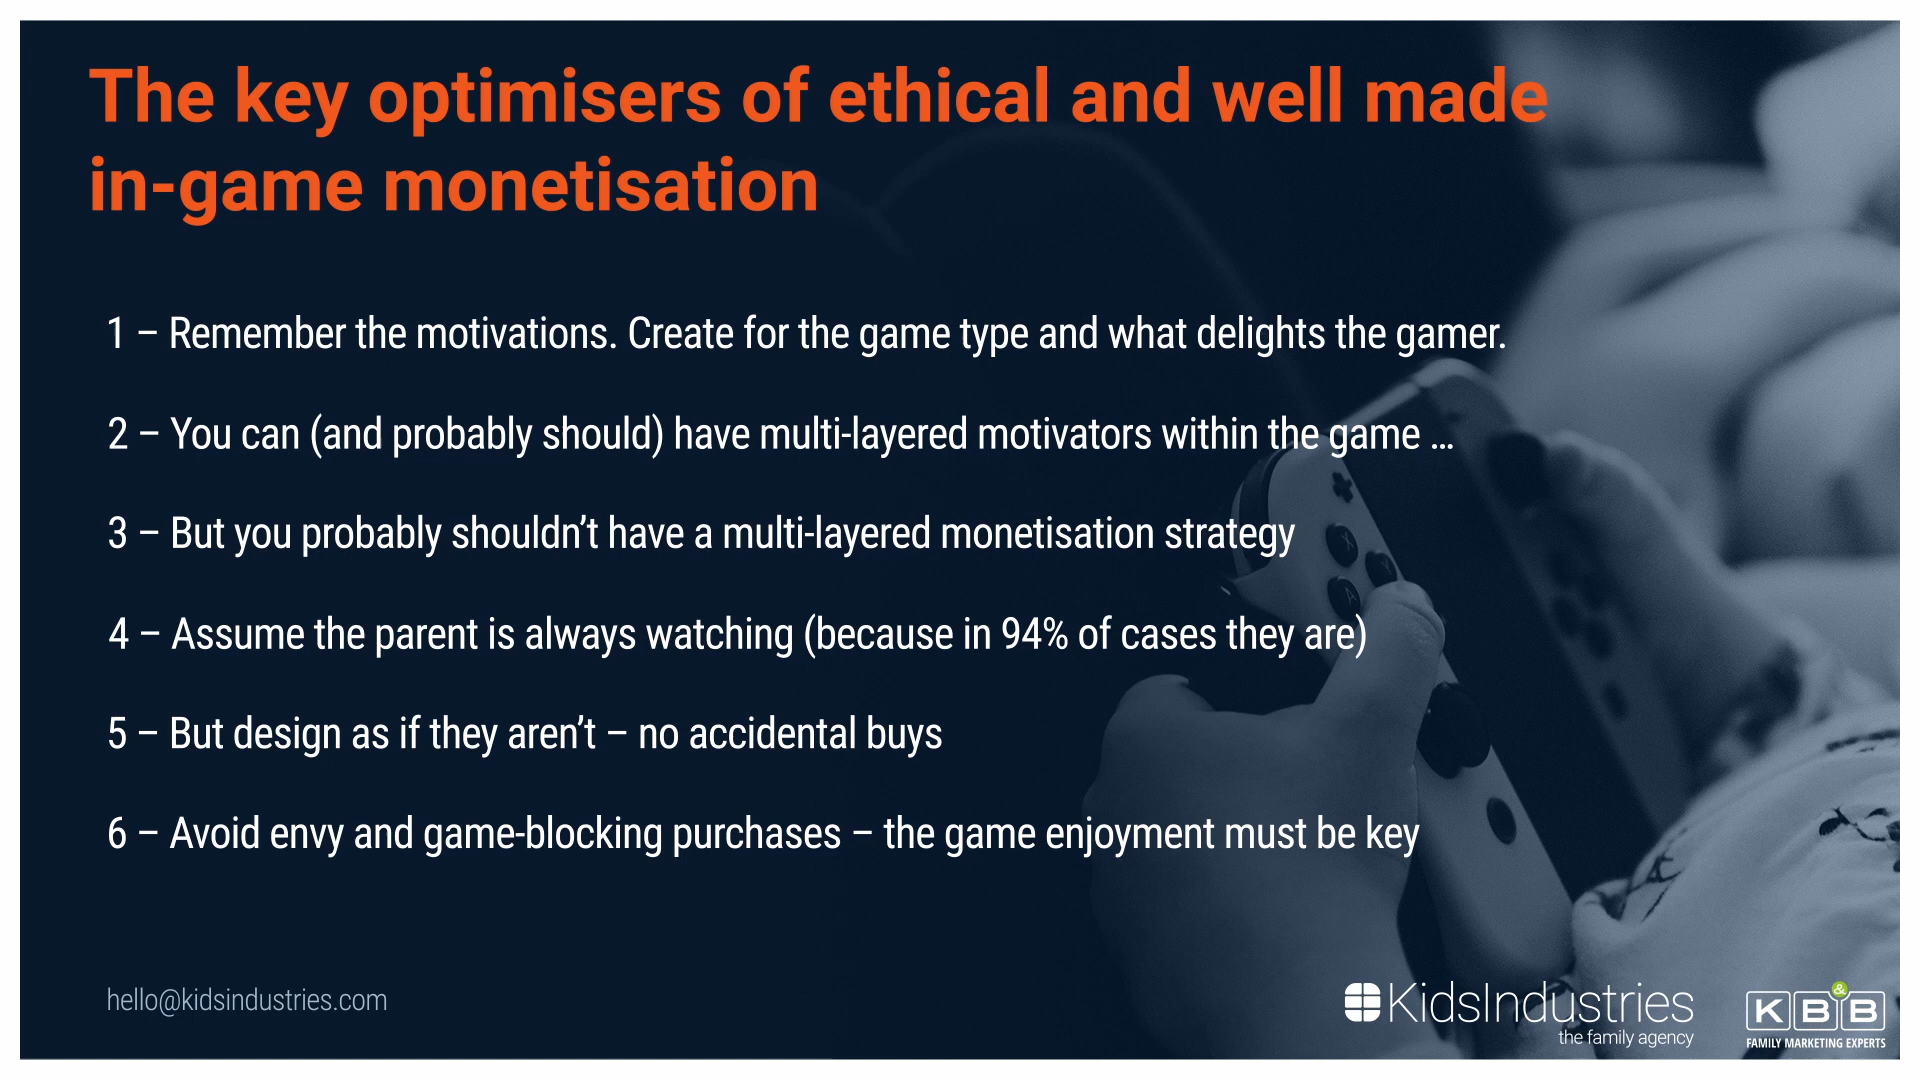 The key optimisers of ethical and well made
in-game monetisation
1 – Remember the motivations. Create for the game type and what delights the gamer.
2 – You can (and probably should) have multi-layered motivators within the game ...
3 – But you probably shouldn’t have a multi-layered monetisation strategy
4 – Assume the parent is always watching (because in 94% of cases they are)
5 – But design as if they aren’t – no accidental buys
6 – Avoid envy and game-blocking purchases – the game enjoyment must be key
hello@kidsindustries.com
KidsIndustries
the family agency
K B & B
FAMILY MARKETING EXPERTS
X
Y
A